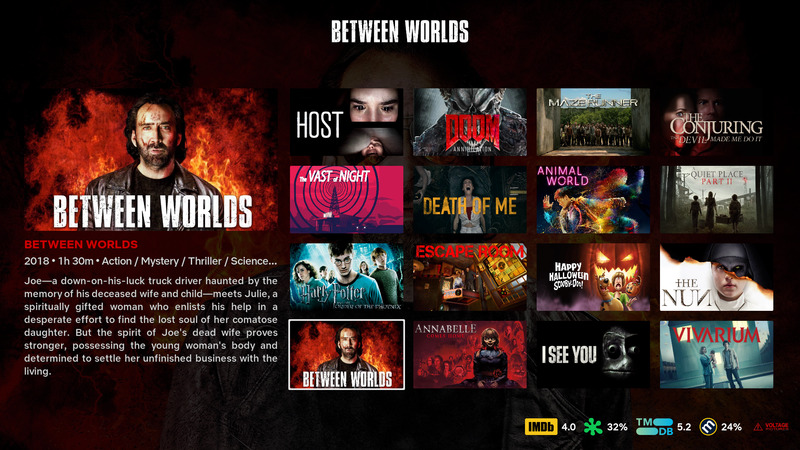 BETWEEN WORLDS
BETWEEN WORLDS
BETWEEN WORLDS
2018 • 1h 30m • Action / Mystery / Thriller / Science...
Joe—a down-on-his-luck truck driver haunted by the
memory of his deceased wife and child—meets Julie, a
spiritually gifted woman who enlists his help in a
desperate effort to find the lost soul of her comatose
daughter. But the spirit of Joe's dead wife proves
stronger, possessing the young woman's body and
determined to settle her unfinished business with the
living.
HOST
DOOM
ANNIHILATION
THE
MAZE RUNNER
THE
CONJURING
THE DEVIL MADE ME DO IT
The VAST of NIGHT
DEATH OF ME
ANIMAL
WORLD
A QUIET PLACE
PART II
Harry Potter
ORDER OF THE PHOENIX
ESCAPE ROOM
HAPPY
HALLOWEEN
SCOOBY-DOO!
THE
NUN
BETWEEN WORLDS
ANNABELLE
COMES HOME
I SEE YOU
VIVARIUM
IMDb 4.0 32% TMDB 5.2 24%
VOLTAGE